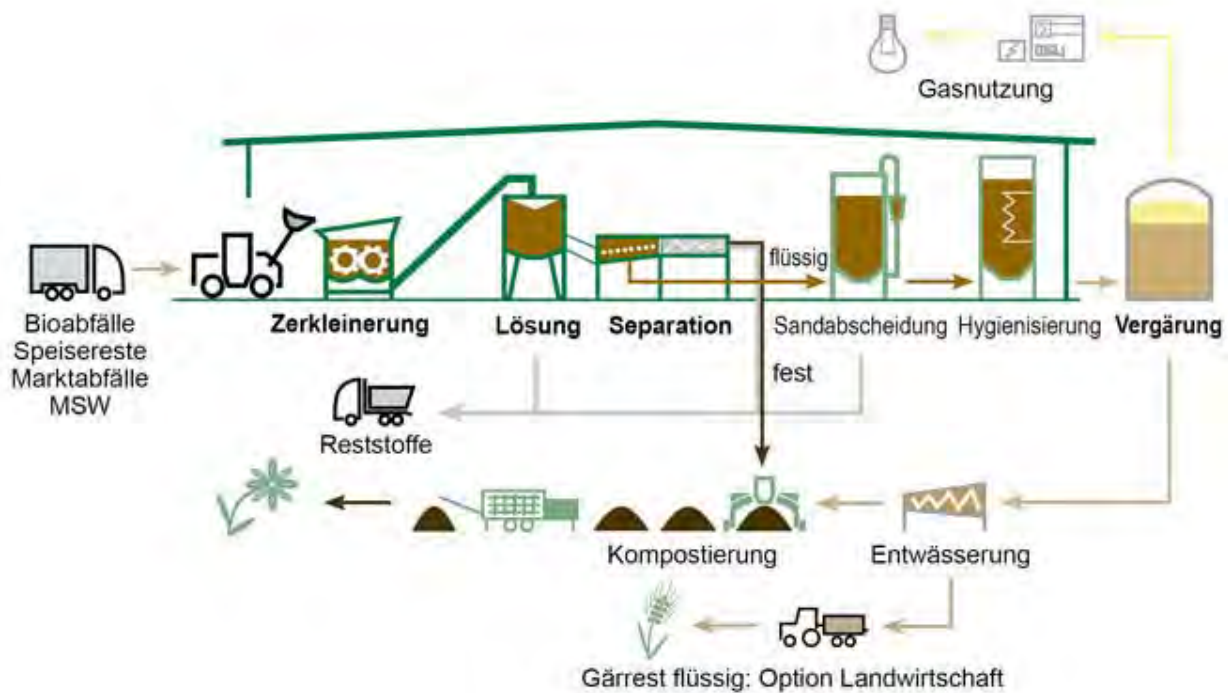 Gasnutzung
flüssig
Bioabfälle
Speisereste
Marktabfälle
MSW
Zerkleinerung
Lösung
Separation
Sandabscheidung
Hygienisierung
Vergärung
fest
Reststoffe
Kompostierung
Entwässerung
Gärrest flüssig: Option Landwirtschaft